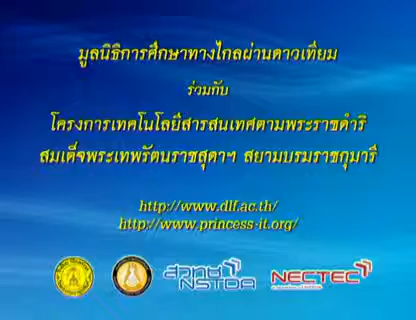 มูลนิธิการศึกษาทางไกลผ่านดาวเทียม
ร่วมกับ
โครงการเทคโนโลยีสารสนเทศตามพระราชดำริ
สมเด็จพระเทพรัตนราชสุดาฯ สยามบรมราชกุมารี
http://www.dlf.ac.th/
http://www.princess-it.org/
สวทช
NSTDA
NECTEC